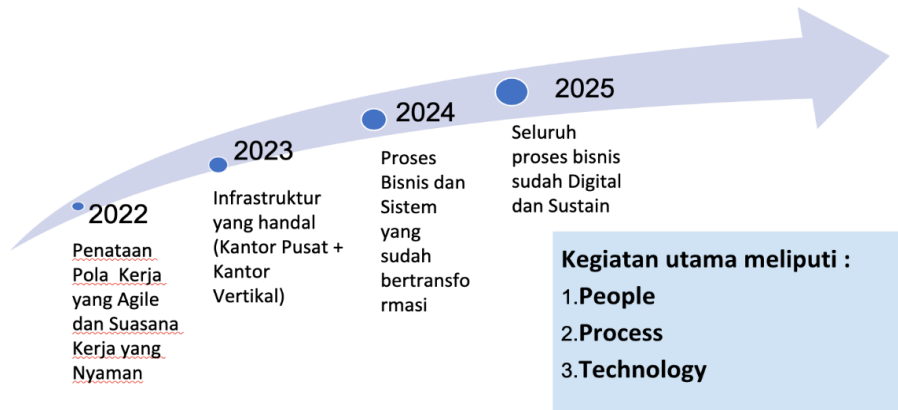 2022
Penataan
Pola Kerja
yang Agile
dan Suasana
Kerja yang
Nyaman
2023
Infrastruktur
yang handal
(Kantor Pusat +
Kantor
Vertikal)
2024
Proses
Bisnis dan
Sistem
yang
sudah
bertransfo
rmasi
2025
Seluruh
proses bisnis
sudah Digital
dan Sustain
Kegiatan utama meliputi :
1.People
2.Process
3.Technology